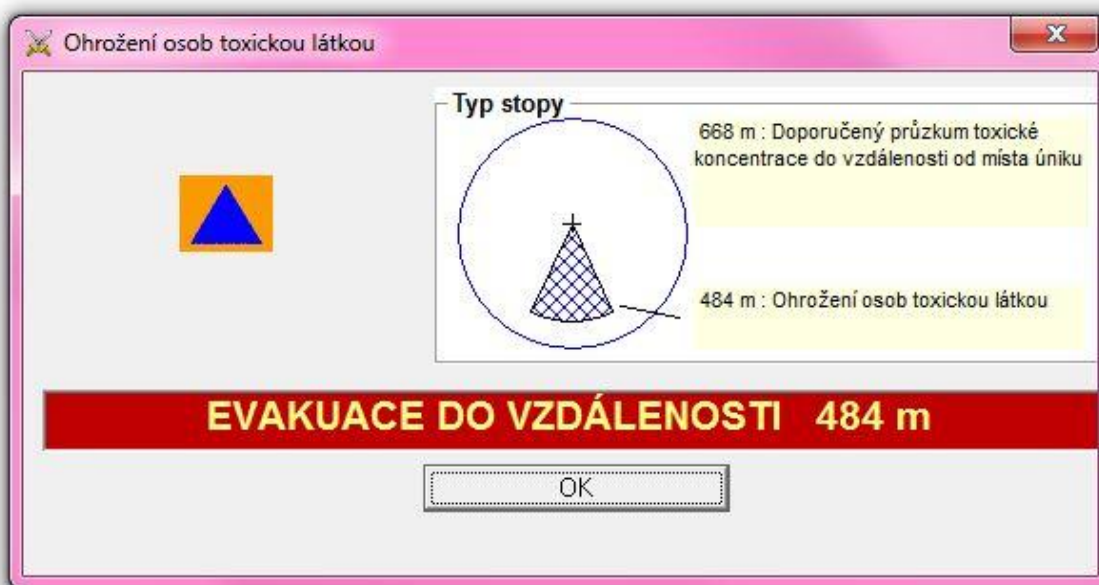 Ohrožení osob toxickou látkou
Typ stopy
668 m : Doporučený průzkum toxické
koncentrace do vzdálenosti od místa úniku
484 m : Ohrožení osob toxickou látkou
EVAKUACE DO VZDÁLENOSTI 484 m
OK